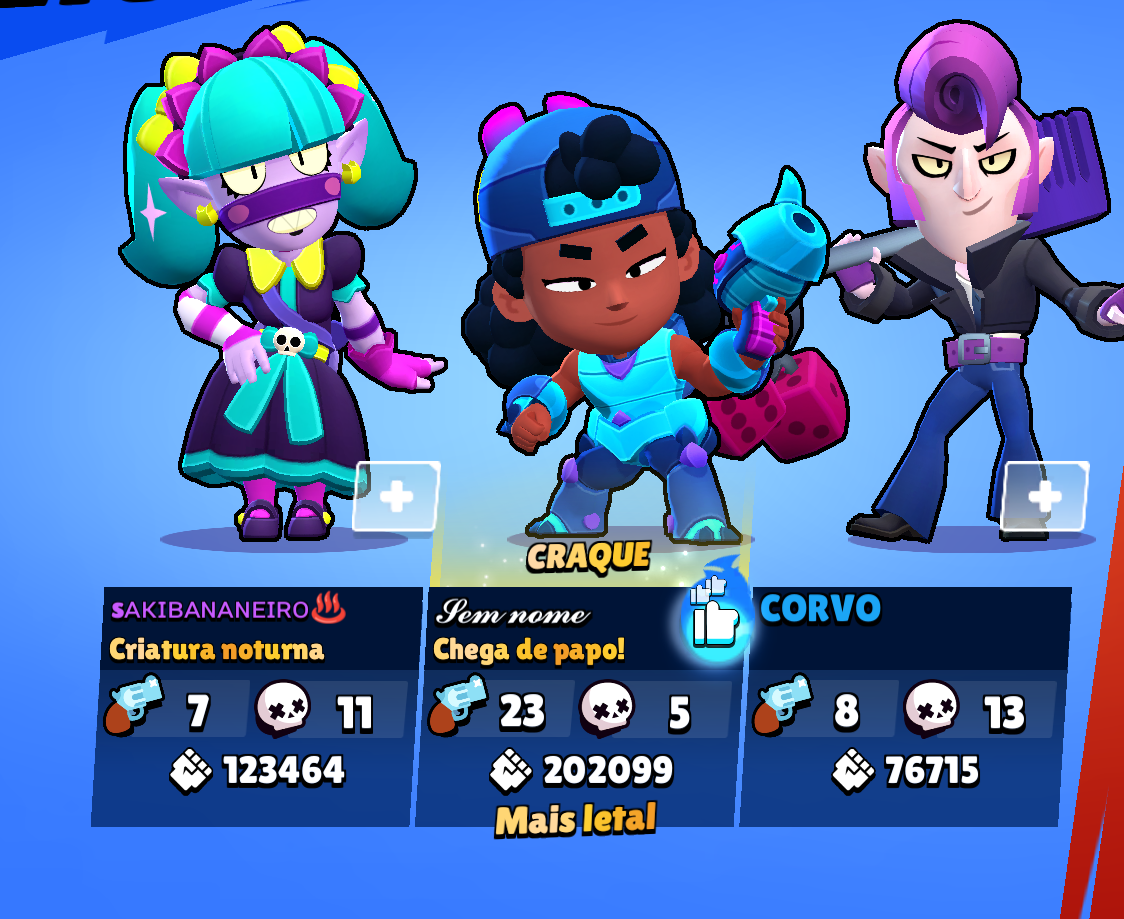 CRAQUE
SAKIBANANEIRO♨
Sem nome
CORVO
Criatura noturna
Chega de papo!
7
11
23
5
8
13
123464
202099
76715
Mais letal